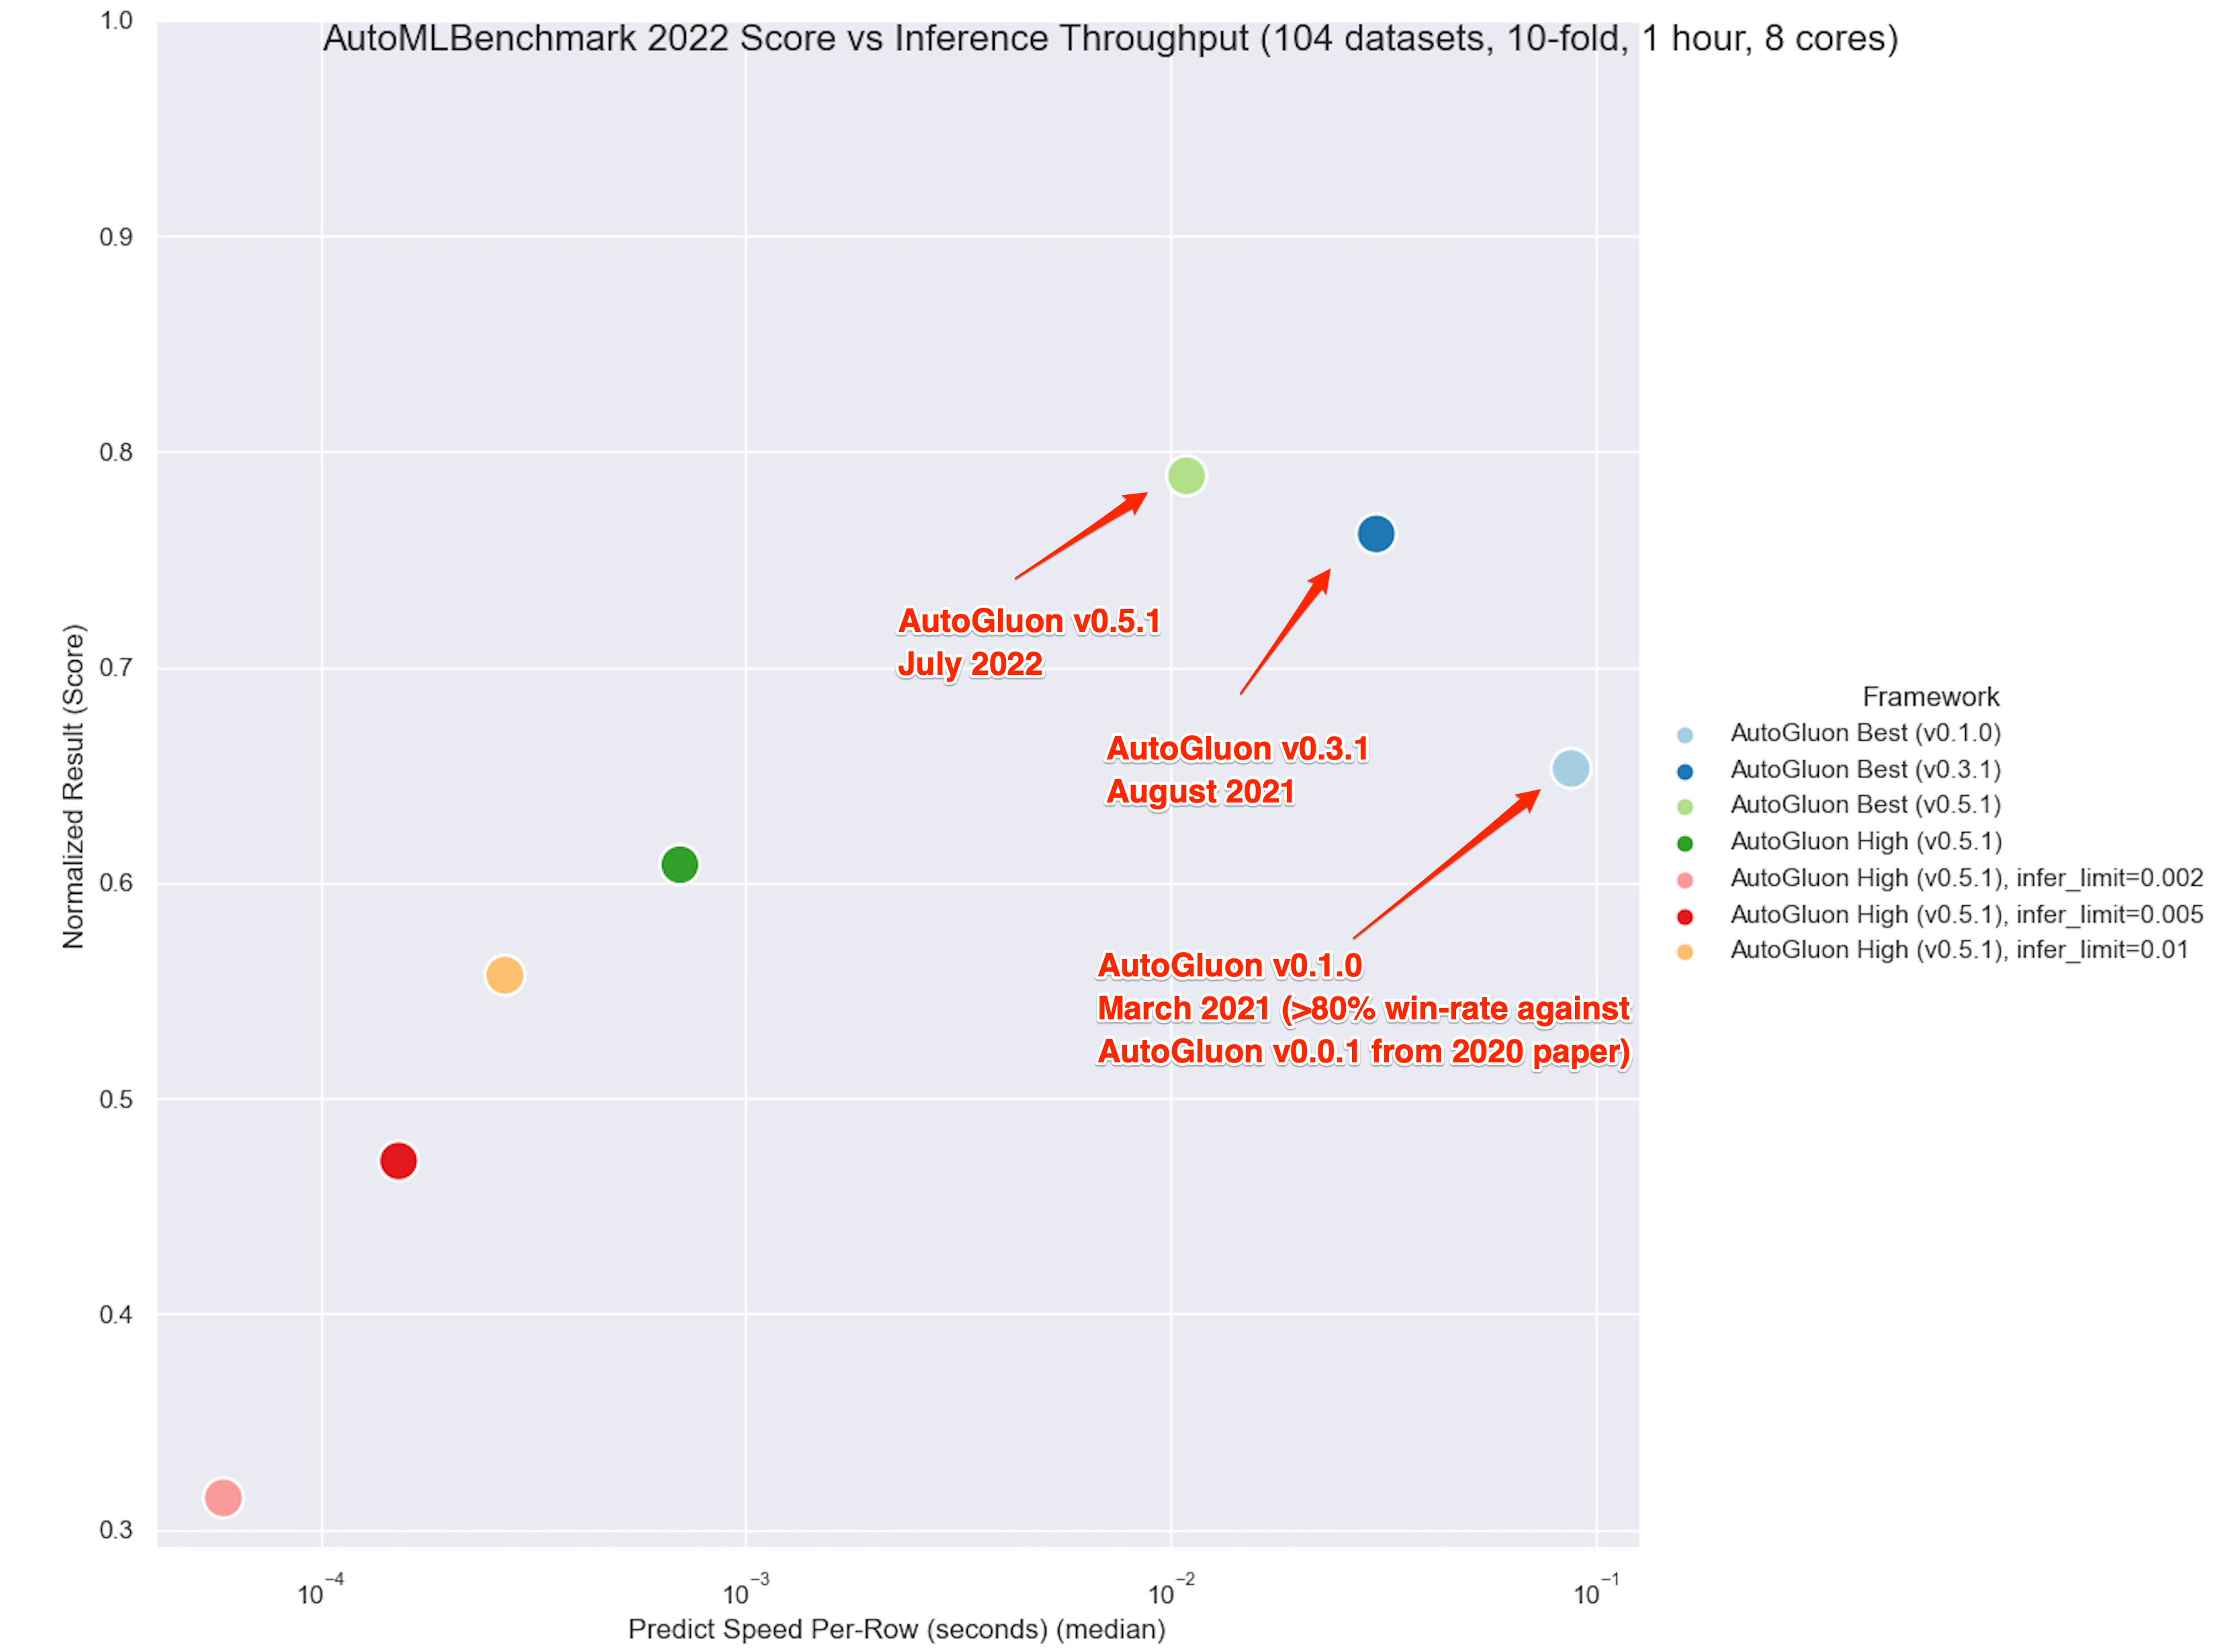 AutoMLBenchmark 2022 Score vs Inference Throughput (104 datasets, 10-fold, 1 hour, 8 cores)
1.0
0.9
0.8
0.7
0.6
0.5
0.4
0.3
Normalized Result (Score)
AutoGluon v0.5.1
July 2022
AutoGluon v0.3.1
August 2021
AutoGluon v0.1.0
March 2021 (>80% win-rate against
AutoGluon v0.0.1 from 2020 paper)
Framework
AutoGluon Best (v0.1.0)
AutoGluon Best (v0.3.1)
AutoGluon Best (v0.5.1)
AutoGluon High (v0.5.1)
AutoGluon High (v0.5.1), infer_limit=0.002
AutoGluon High (v0.5.1), infer_limit=0.005
AutoGluon High (v0.5.1), infer_limit=0.01
10⁻⁴
10⁻³
10⁻²
10⁻¹
Predict Speed Per-Row (seconds) (median)